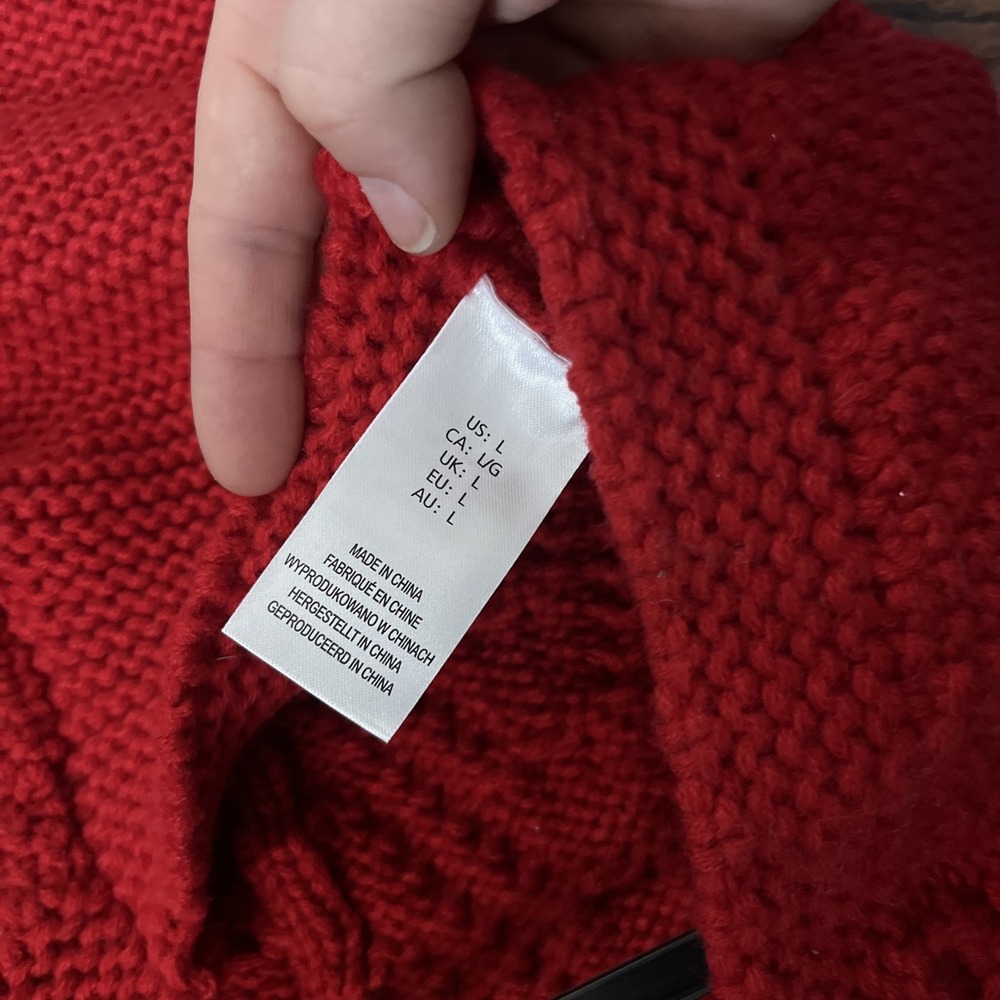 US: L
CA: L/G
UK: L
EU: L
AU: L
MADE IN CHINA
FABRIQUÉ EN CHINE
WYPRODUKOWANO W CHINACH
HERGESTELLT IN CHINA
GEPRODUCEERD IN CHINA